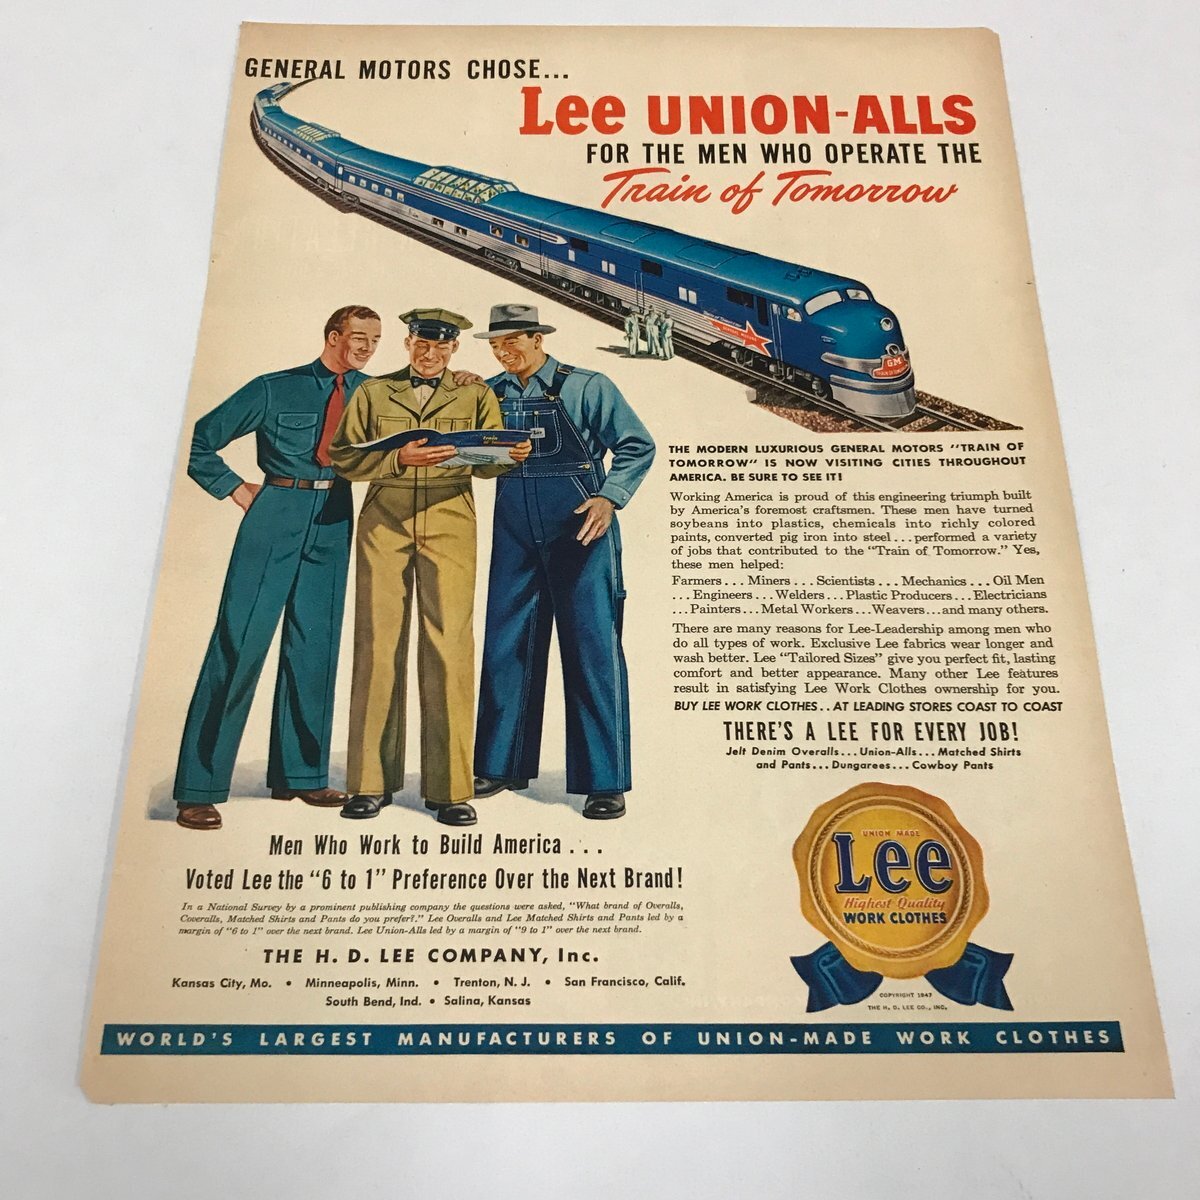 GENERAL MOTORS CHOSE...
Lee UNION-ALLS
FOR THE MEN WHO OPERATE THE
Train of Tomorrow
GM
THE MODERN LUXURIOUS GENERAL MOTORS "TRAIN OF
TOMORROW" IS NOW VISITING CITIES THROUGHOUT
AMERICA. BE SURE TO SEE IT!
Working America is proud of this engineering triumph built
by America's foremost craftsmen. These men have turned
soybeans into plastics, chemicals into richly colored
paints, converted pig iron into steel...performed a variety
of jobs that contributed to the "Train of Tomorrow." Yes,
these men helped:
Farmers... Miners... Scientists... Mechanics... Oil Men
... Engineers... Welders... Plastic Producers... Electricians
...Painters...Metal Workers...Weavers...and many others.
There are many reasons for Lee-Leadership among men who
do all types of work. Exclusive Lee fabrics wear longer and
wash better. Lee "Tailored Sizes" give you perfect fit, lasting
comfort and better appearance. Many other Lee features
result in satisfying Lee Work Clothes ownership for you.
BUY LEE WORK CLOTHES..AT LEADING STORES COAST TO COAST
THERE'S A LEE FOR EVERY JOB!
Jelt Denim Overalls...Union-Alls...Matched Shirts
and Pants...Dungarees...Cowboy Pants
Men Who Work to Build America...
Voted Lee the "6 to 1" Preference Over the Next Brand!
In a National Survey by a prominent publishing company the questions were asked, "What brand of Overalls,
Coveralls, Matched Shirts and Pants do you prefer?." Lee Overalls and Lee Matched Shirts and Pants led by a
margin of "6 to 1" over the next brand. Lee Union-Alls led by a margin of "9 to 1" over the next brand.
THE H. D. LEE COMPANY, Inc.
Kansas City, Mo. • Minneapolis, Minn. • Trenton, N. J. • San Francisco, Calif.
South Bend, Ind. • Salina, Kansas
UNION MADE
Lee
Highest Quality
WORK CLOTHES
COPYRIGHT 1947
THE H. D. LEE CO., INC.
WORLD'S LARGEST MANUFACTURERS OF UNION-MADE WORK CLOTHES